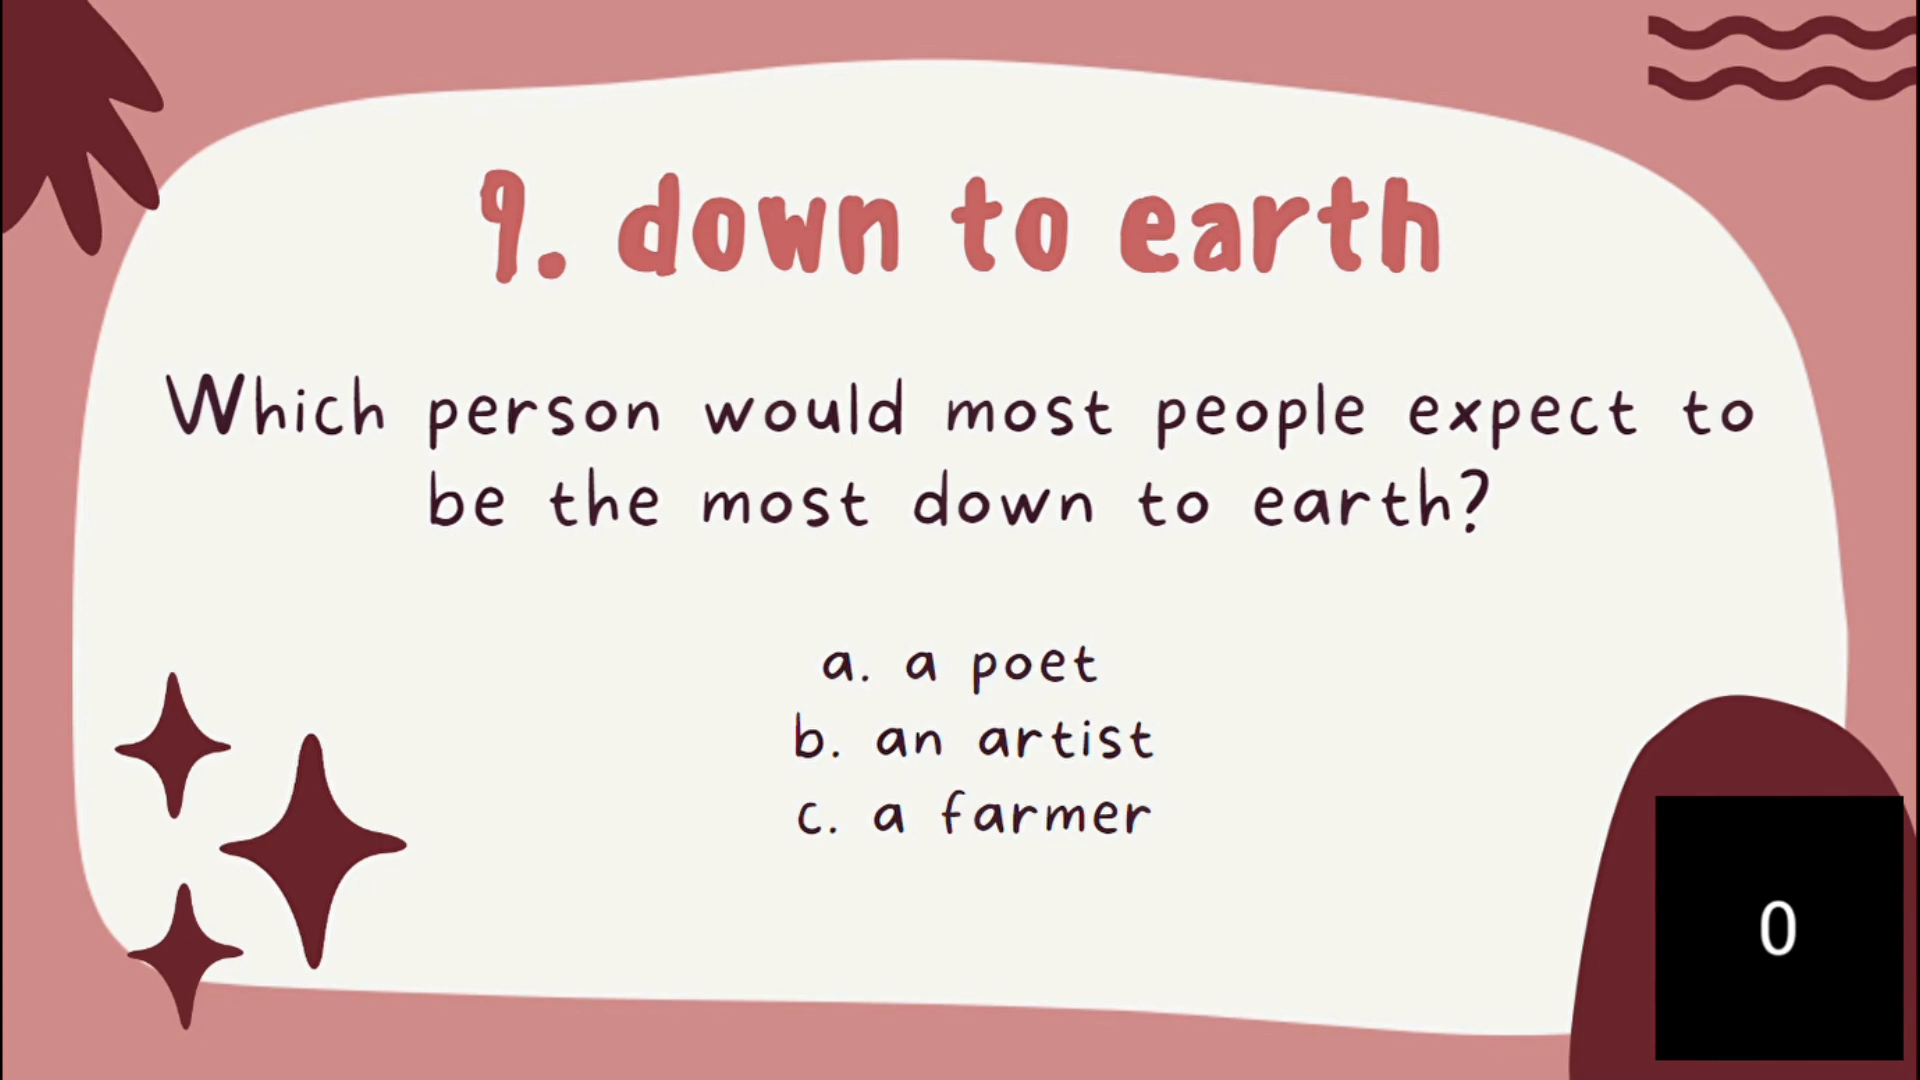 9. down to earth
Which person would most people expect to
be the most down to earth?
a. a poet
b. an artist
c. a farmer
0